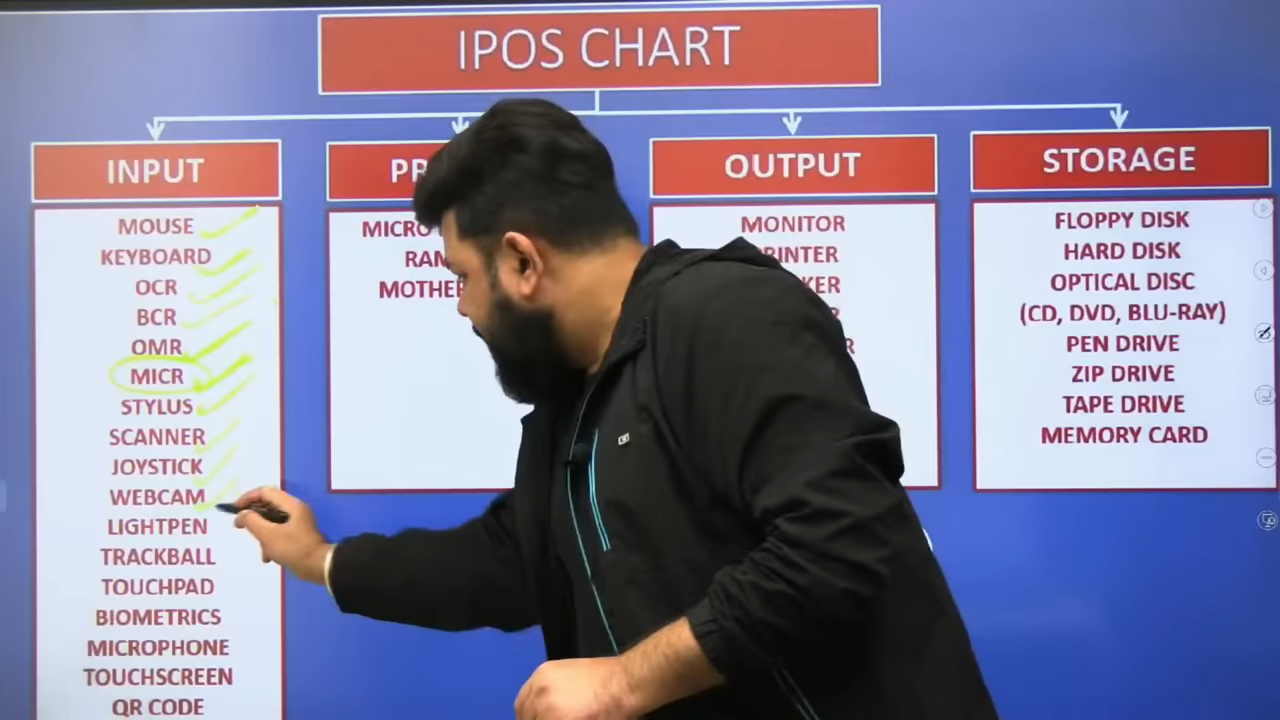 IPOS CHART
INPUT
MOUSE
KEYBOARD
OCR
BCR
OMR
MICR
STYLUS
SCANNER
JOYSTICK
WEBCAM
LIGHTPEN
TRACKBALL
TOUCHPAD
BIOMETRICS
MICROPHONE
TOUCHSCREEN
QR CODE
OUTPUT
MONITOR
STORAGE
FLOPPY DISK
HARD DISK
OPTICAL DISC
(CD, DVD, BLU-RAY)
PEN DRIVE
ZIP DRIVE
TAPE DRIVE
MEMORY CARD